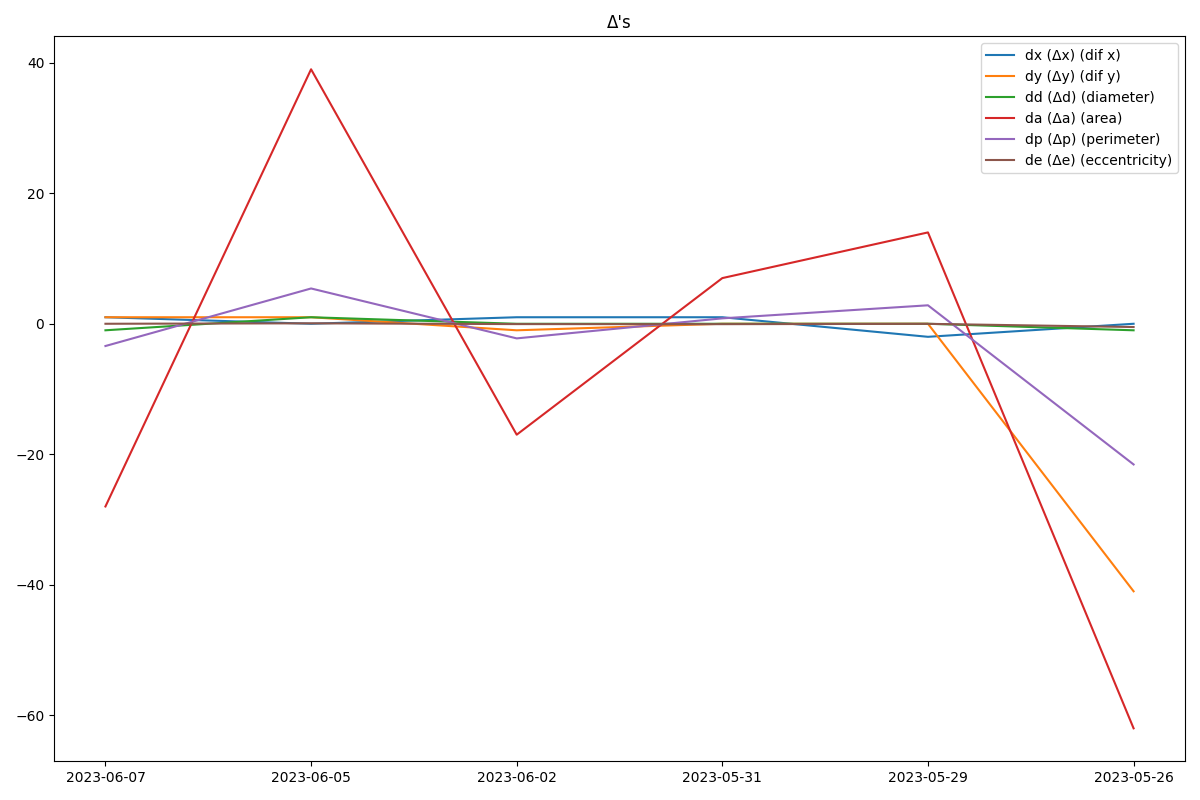 Δ's
dx (Δx) (dif x)
dy (Δy) (dif y)
dd (Δd) (diameter)
da (Δa) (area)
dp (Δp) (perimeter)
de (Δe) (eccentricity)
40
20
0
−20
−40
−60
2023-06-07 2023-06-05 2023-06-02 2023-05-31 2023-05-29 2023-05-26